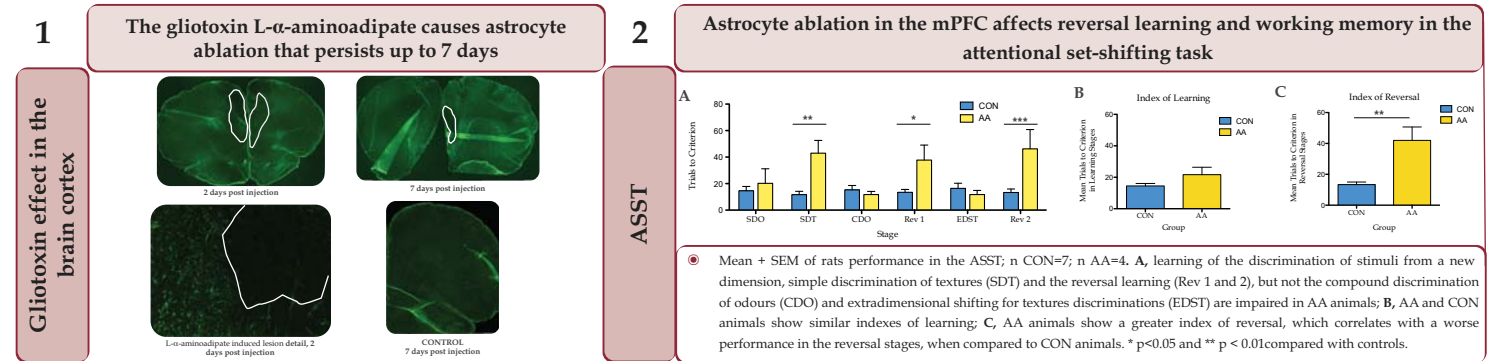 1
The gliotoxin L-α-aminoadipate causes astrocyte
ablation that persists up to 7 days
Gliotoxin effect in the
brain cortex
2 days post injection
7 days post injection
L-α-aminoadipate induced lesion detail, 2
days post injection
CONTROL
7 days post injection
2
Astrocyte ablation in the mPFC affects reversal learning and working memory in the
attentional set-shifting task
ASST
A
Trials to Criterion
80
60
40
20
0
**
*
***
CON
AA
SDO
SDT
CDO
Rev 1
EDST
Rev 2
Stage
B
Index of Learning
Mean Trials to Criterion
in Learning Stages
60
40
20
0
CON
AA
CON
AA
Group
C
Index of Reversal
Mean Trials to Criterion in
Reversal Stages
60
40
20
0
**
CON
AA
CON
AA
Group
Mean + SEM of rats performance in the ASST; n CON=7; n AA=4. A, learning of the discrimination of stimuli from a new
dimension, simple discrimination of textures (SDT) and the reversal learning (Rev 1 and 2), but not the compound discrimination
of odours (CDO) and extradimensional shifting for textures discriminations (EDST) are impaired in AA animals; B, AA and CON
animals show similar indexes of learning; C, AA animals show a greater index of reversal, which correlates with a worse
performance in the reversal stages, when compared to CON animals. * p<0.05 and ** p < 0.01compared with controls.